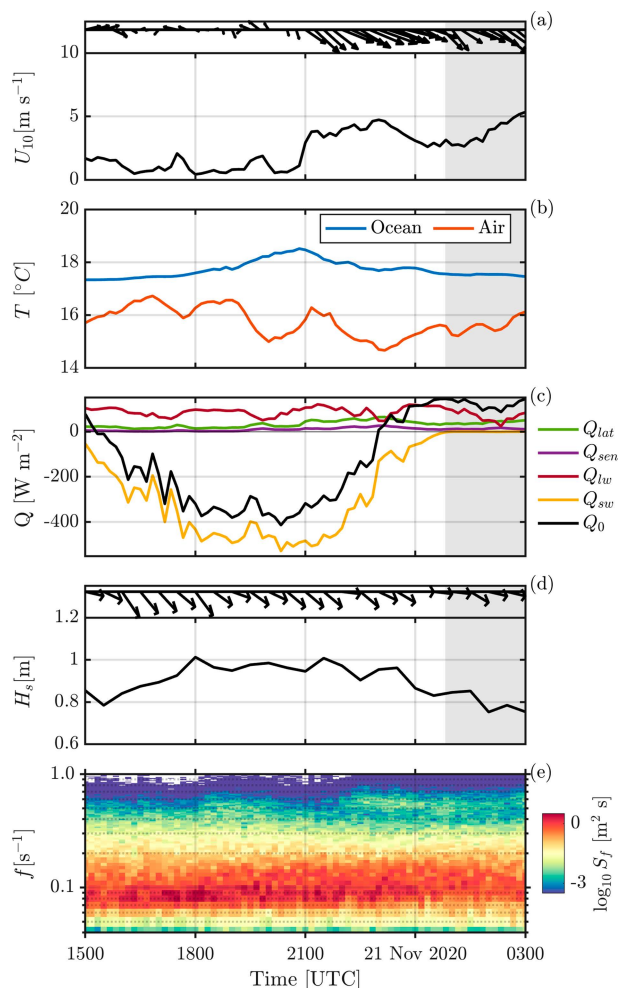 (a)
10
5
0
U10[m s−1]
(b)
20
18
16
14
T [°C]
Ocean Air
(c)
0
-200
-400
Q [W m−2]
Qlat
Qsen
Qlw
Qsw
Q0
(d)
1.2
1
0.8
0.6
Hs[m]
(e)
1.0
0.1
f[s−1]
0
-3
log10 Sf [m2 s]
1500 1800 2100 21 Nov 2020 0300
Time [UTC]